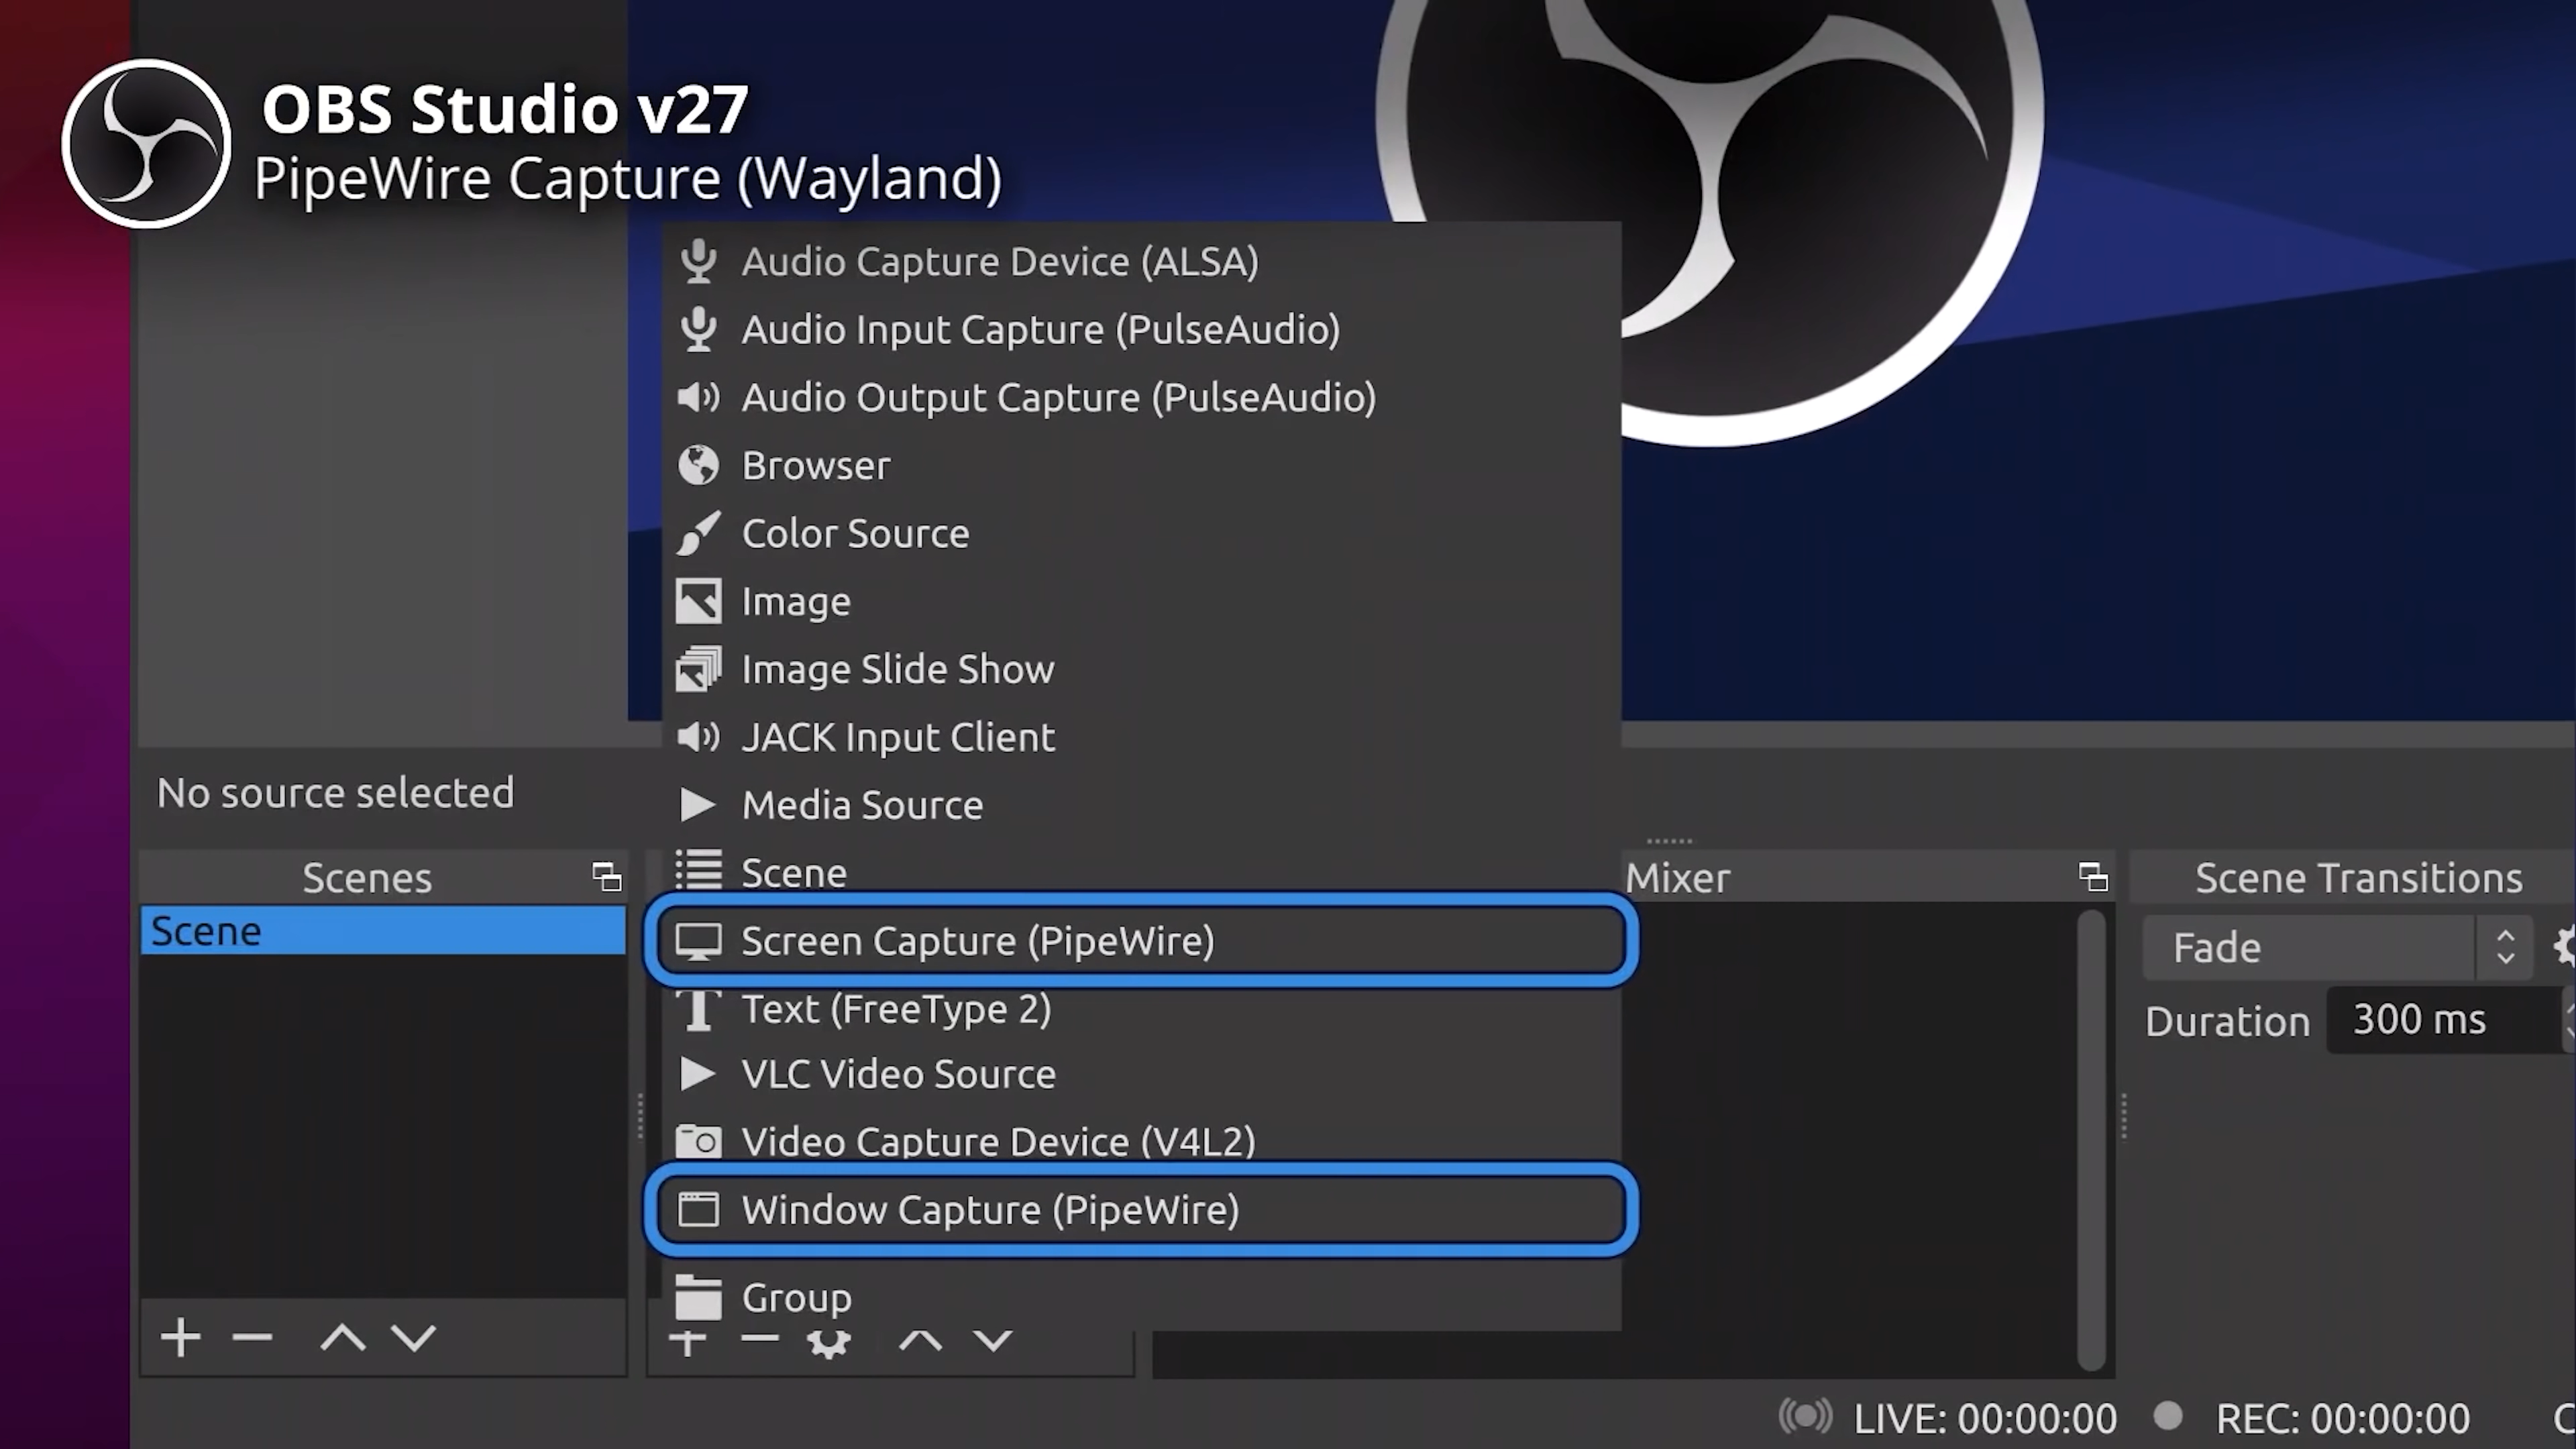 OBS Studio v27
PipeWire Capture (Wayland)
Audio Capture Device (ALSA)
Audio Input Capture (PulseAudio)
Audio Output Capture (PulseAudio)
Browser
Color Source
Image
Image Slide Show
JACK Input Client
Media Source
Scene
Screen Capture (PipeWire)
Text (FreeType 2)
VLC Video Source
Video Capture Device (V4L2)
Window Capture (PipeWire)
Group
No source selected
Scenes
Scene
Mixer
Scene Transitions
Fade
Duration 300 ms
LIVE: 00:00:00
REC: 00:00:00